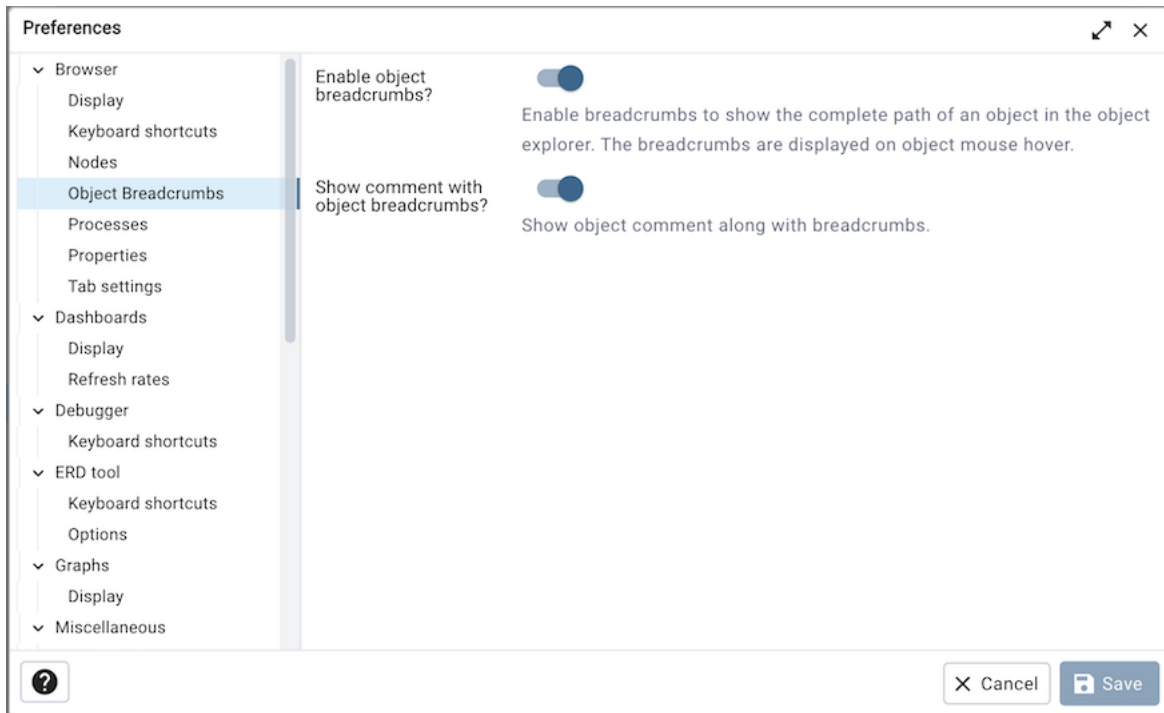 Preferences
Browser
Display
Keyboard shortcuts
Nodes
Object Breadcrumbs
Processes
Properties
Tab settings
Dashboards
Display
Refresh rates
Debugger
Keyboard shortcuts
ERD tool
Keyboard shortcuts
Options
Graphs
Display
Miscellaneous
Enable object
breadcrumbs?
Enable breadcrumbs to show the complete path of an object in the object
explorer. The breadcrumbs are displayed on object mouse hover.
Show comment with
object breadcrumbs?
Show object comment along with breadcrumbs.
?
Cancel
Save